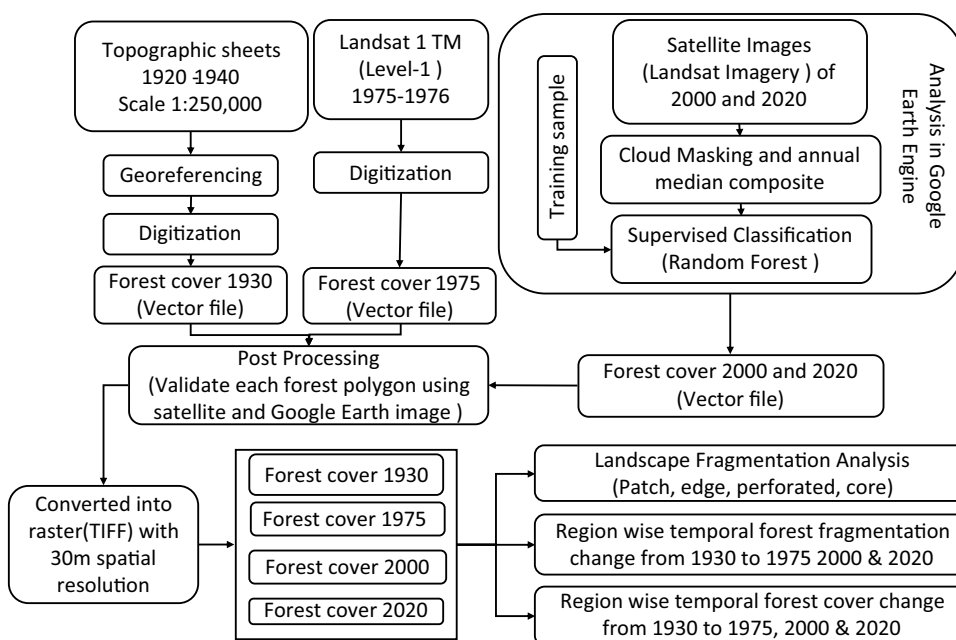 Topographic sheets
1920 -1940
Scale 1:250,000
Landsat 1 TM
(Level-1 )
1975-1976
Satellite Images
(Landsat Imagery ) of
2000 and 2020
Analysis in Google
Earth Engine
Training sample
Georeferencing
Digitization
Cloud Masking and annual
median composite
Digitization
Supervised Classification
(Random Forest )
Forest cover 1930
(Vector file)
Forest cover 1975
(Vector file)
Post Processing
(Validate each forest polygon using
satellite and Google Earth image )
Forest cover 2000 and 2020
(Vector file)
Converted into
raster(TIFF) with
30m spatial
resolution
Forest cover 1930
Forest cover 1975
Forest cover 2000
Forest cover 2020
Landscape Fragmentation Analysis
(Patch, edge, perforated, core)
Region wise temporal forest fragmentation
change from 1930 to 1975 2000 & 2020
Region wise temporal forest cover change
from 1930 to 1975, 2000 & 2020